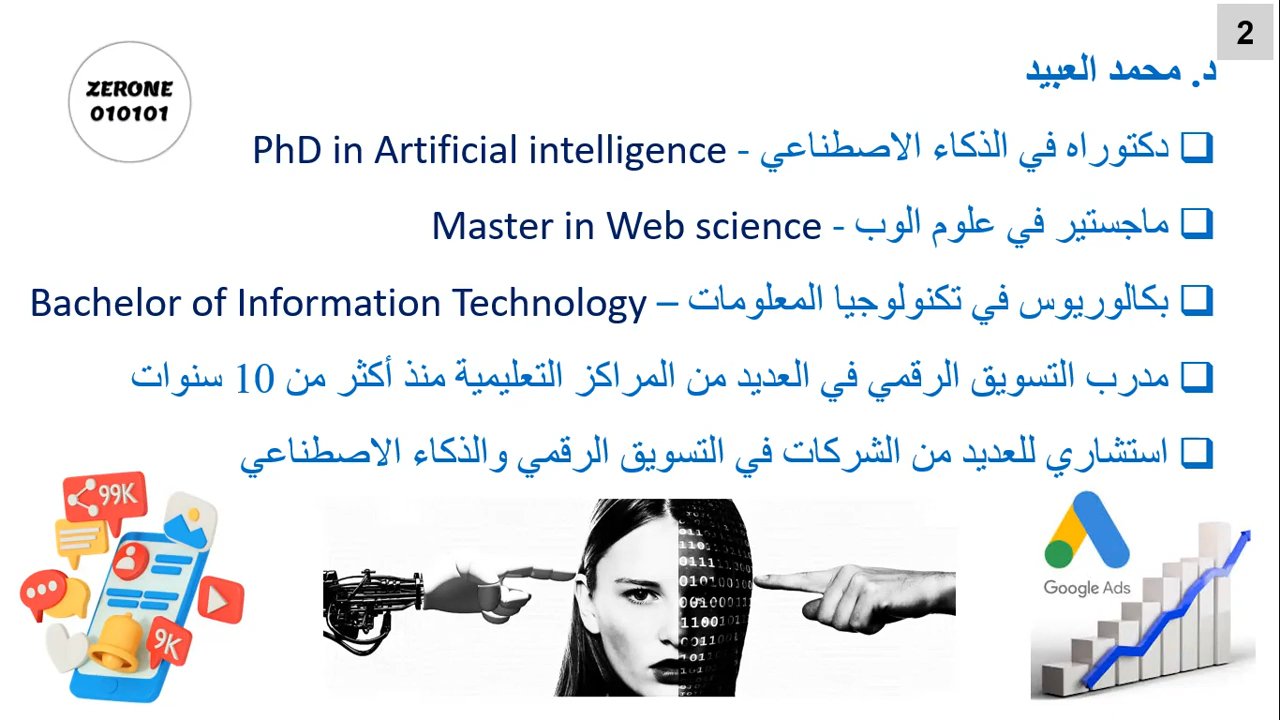 2
ZERONE
010101
د. محمد العبيد
❑ دكتوراه في الذكاء الاصطناعي - PhD in Artificial intelligence
❑ ماجستير في علوم الوب - Master in Web science
❑ بكالوريوس في تكنولوجيا المعلومات – Bachelor of Information Technology
❑ مدرب التسويق الرقمي في العديد من المراكز التعليمية منذ أكثر من 10 سنوات
❑ استشاري للعديد من الشركات في التسويق الرقمي والذكاء الاصطناعي
99K
9K
Google Ads